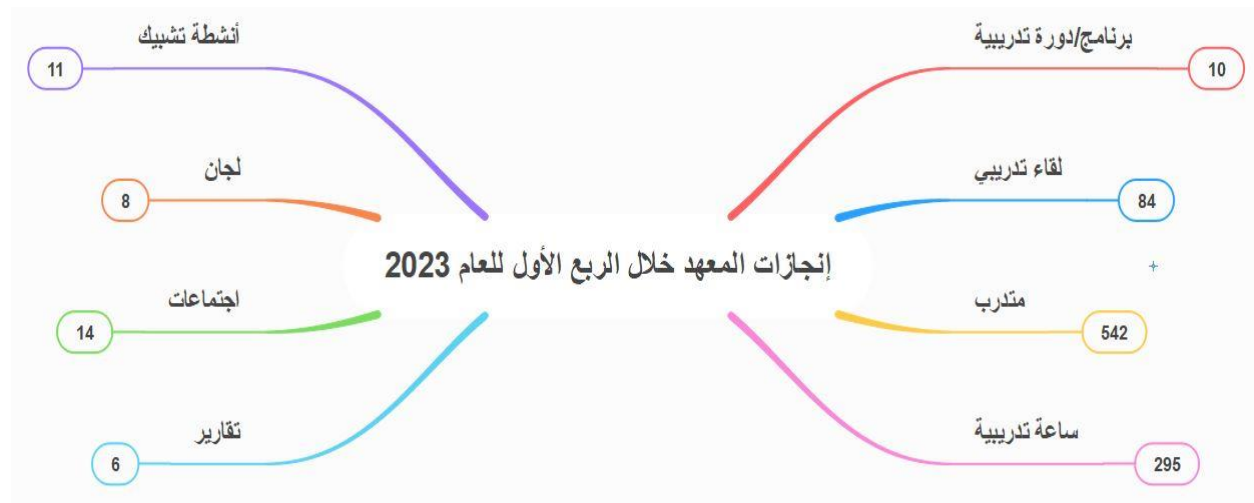 إنجازات المعهد خلال الربع الأول للعام 2023
برنامج/دورة تدريبية
10
لقاء تدريبي
84
متدرب
542
ساعة تدريبية
295
أنشطة تشبيك
11
لجان
8
اجتماعات
14
تقارير
6